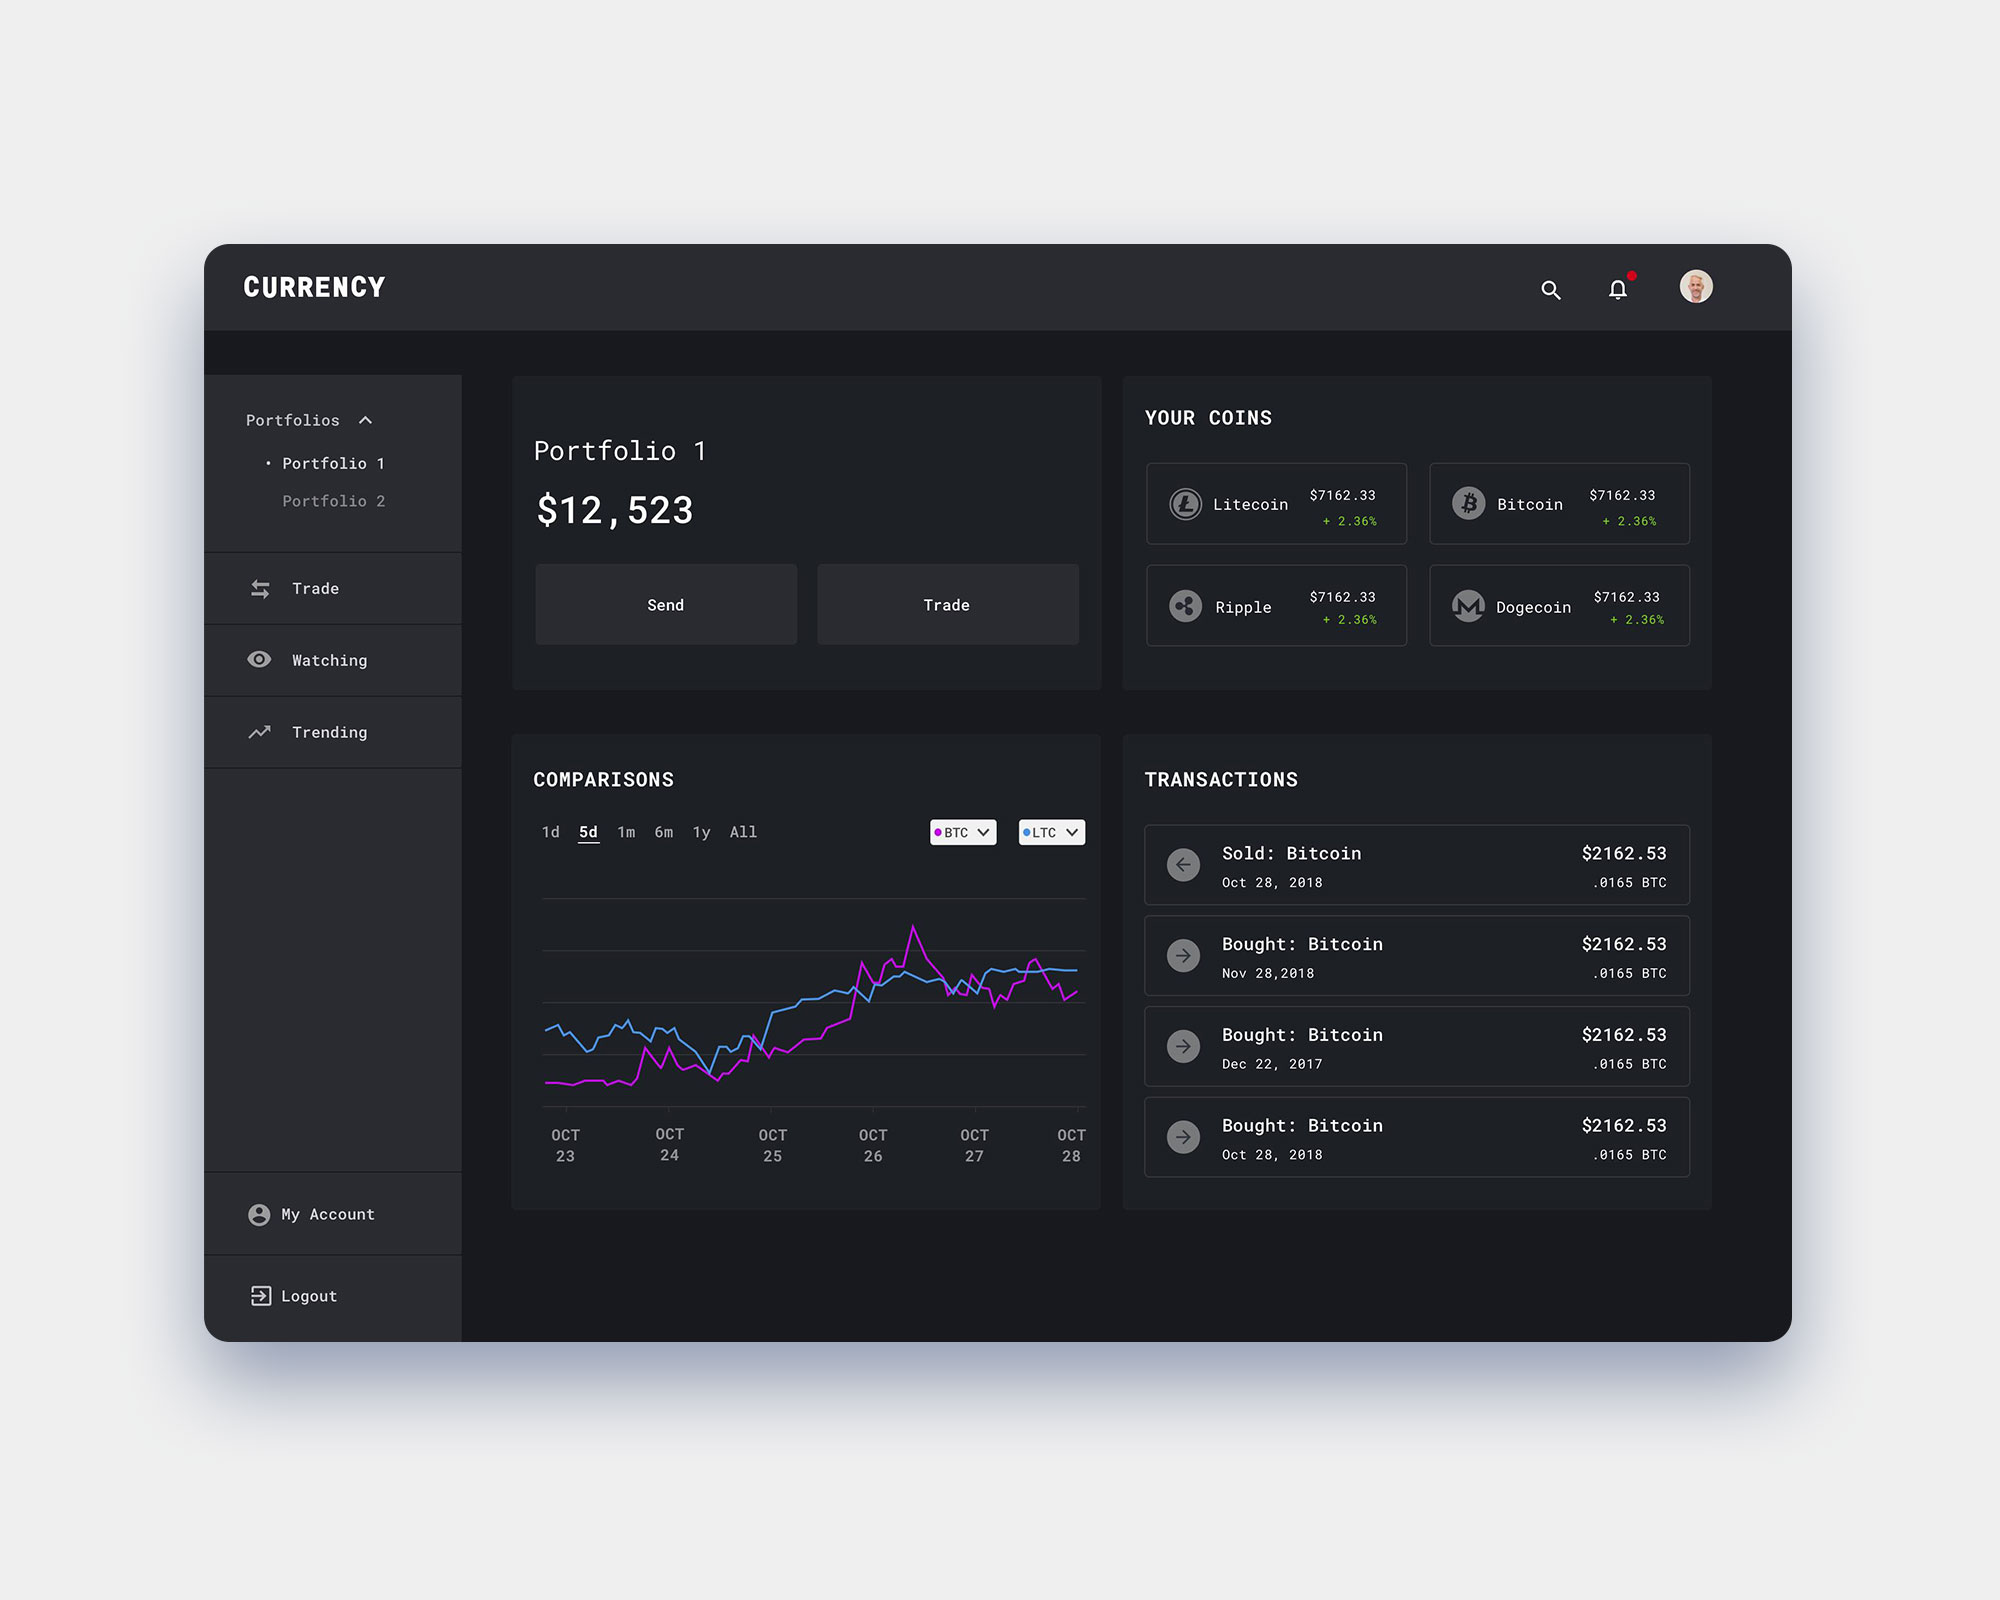 CURRENCY
Portfolios
• Portfolio 1
Portfolio 2
Trade
Watching
Trending
My Account
Logout
Portfolio 1
$12,523
Send
Trade
YOUR COINS
Litecoin
$7162.33
+ 2.36%
Bitcoin
$7162.33
+ 2.36%
Ripple
$7162.33
+ 2.36%
Dogecoin
$7162.33
+ 2.36%
COMPARISONS
1d 5d 1m 6m 1y All
BTC
LTC
OCT
23
OCT
24
OCT
25
OCT
26
OCT
27
OCT
28
TRANSACTIONS
Sold: Bitcoin $2162.53
Oct 28, 2018 .0165 BTC
Bought: Bitcoin $2162.53
Nov 28,2018 .0165 BTC
Bought: Bitcoin $2162.53
Dec 22, 2017 .0165 BTC
Bought: Bitcoin $2162.53
Oct 28, 2018 .0165 BTC